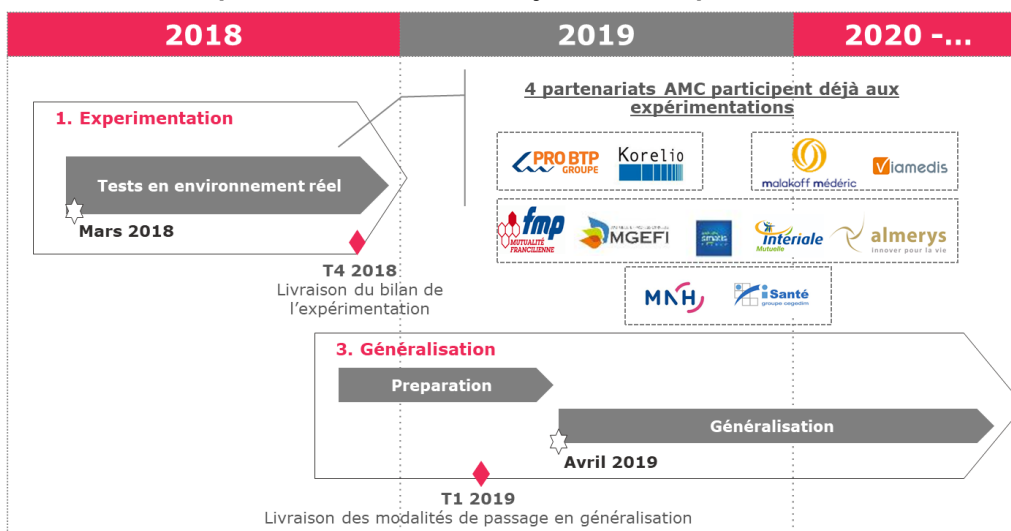 2018
2019
2020 -...
4 partenariats AMC participent déjà aux
expérimentations
1. Experimentation
Tests en environnement réel
Mars 2018
T4 2018
Livraison du bilan de
l’expérimentation
PRO BTP
GROUPE
Korelio
malakoff médéric
Viamedis
fmp
MUTUALITÉ
FRANCILIENNE
MGEFI
Intériale
Mutuelle
almerys
innover pour la vie
MNH
iSanté
groupe cegedim
3. Généralisation
Preparation
Généralisation
Avril 2019
T1 2019
Livraison des modalités de passage en généralisation